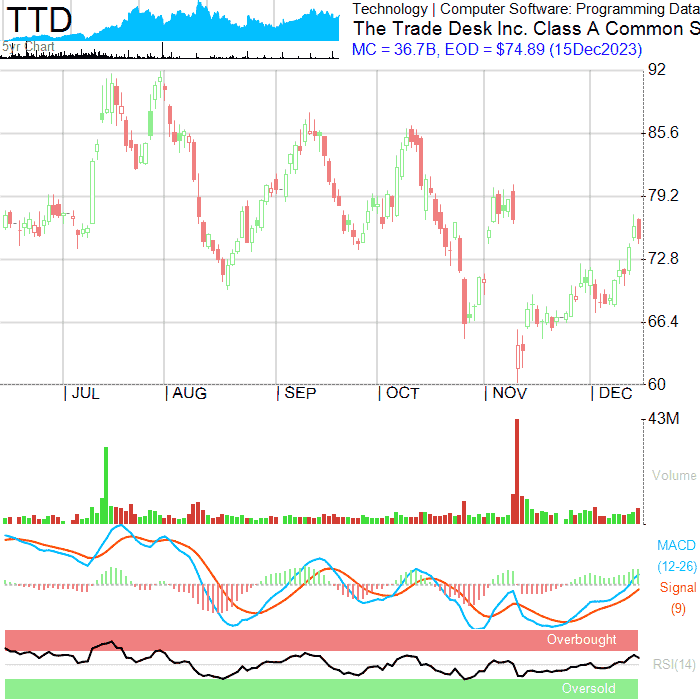 TTD
5yr Chart
Technology | Computer Software: Programming Data
The Trade Desk Inc. Class A Common S
MC = 36.7B, EOD = $74.89 (15Dec2023)
92
85.6
79.2
72.8
66.4
60
| JUL | AUG | SEP | OCT | NOV | DEC
43M
Volume
MACD
(12-26)
Signal
(9)
Overbought
RSI(14)
Oversold